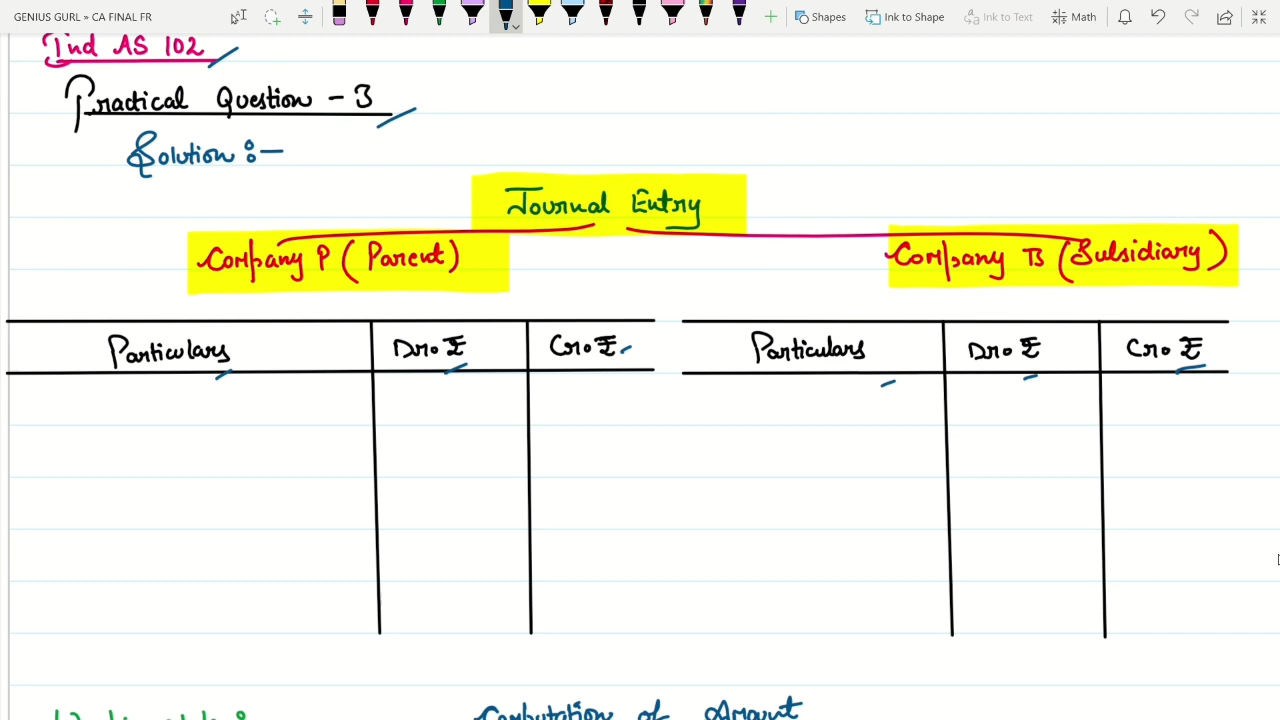 GENIUS GURL » CA FINAL FR
Shapes Ink to Shape Ink to Text Math
Ind AS 102
Practical Question - 3
Solution :-
Journal Entry
Company P (Parent) Company B (Subsidiary)
Particulars Dr. ₹ Cr. ₹ Particulars Dr. ₹ Cr. ₹
Computation of Amount